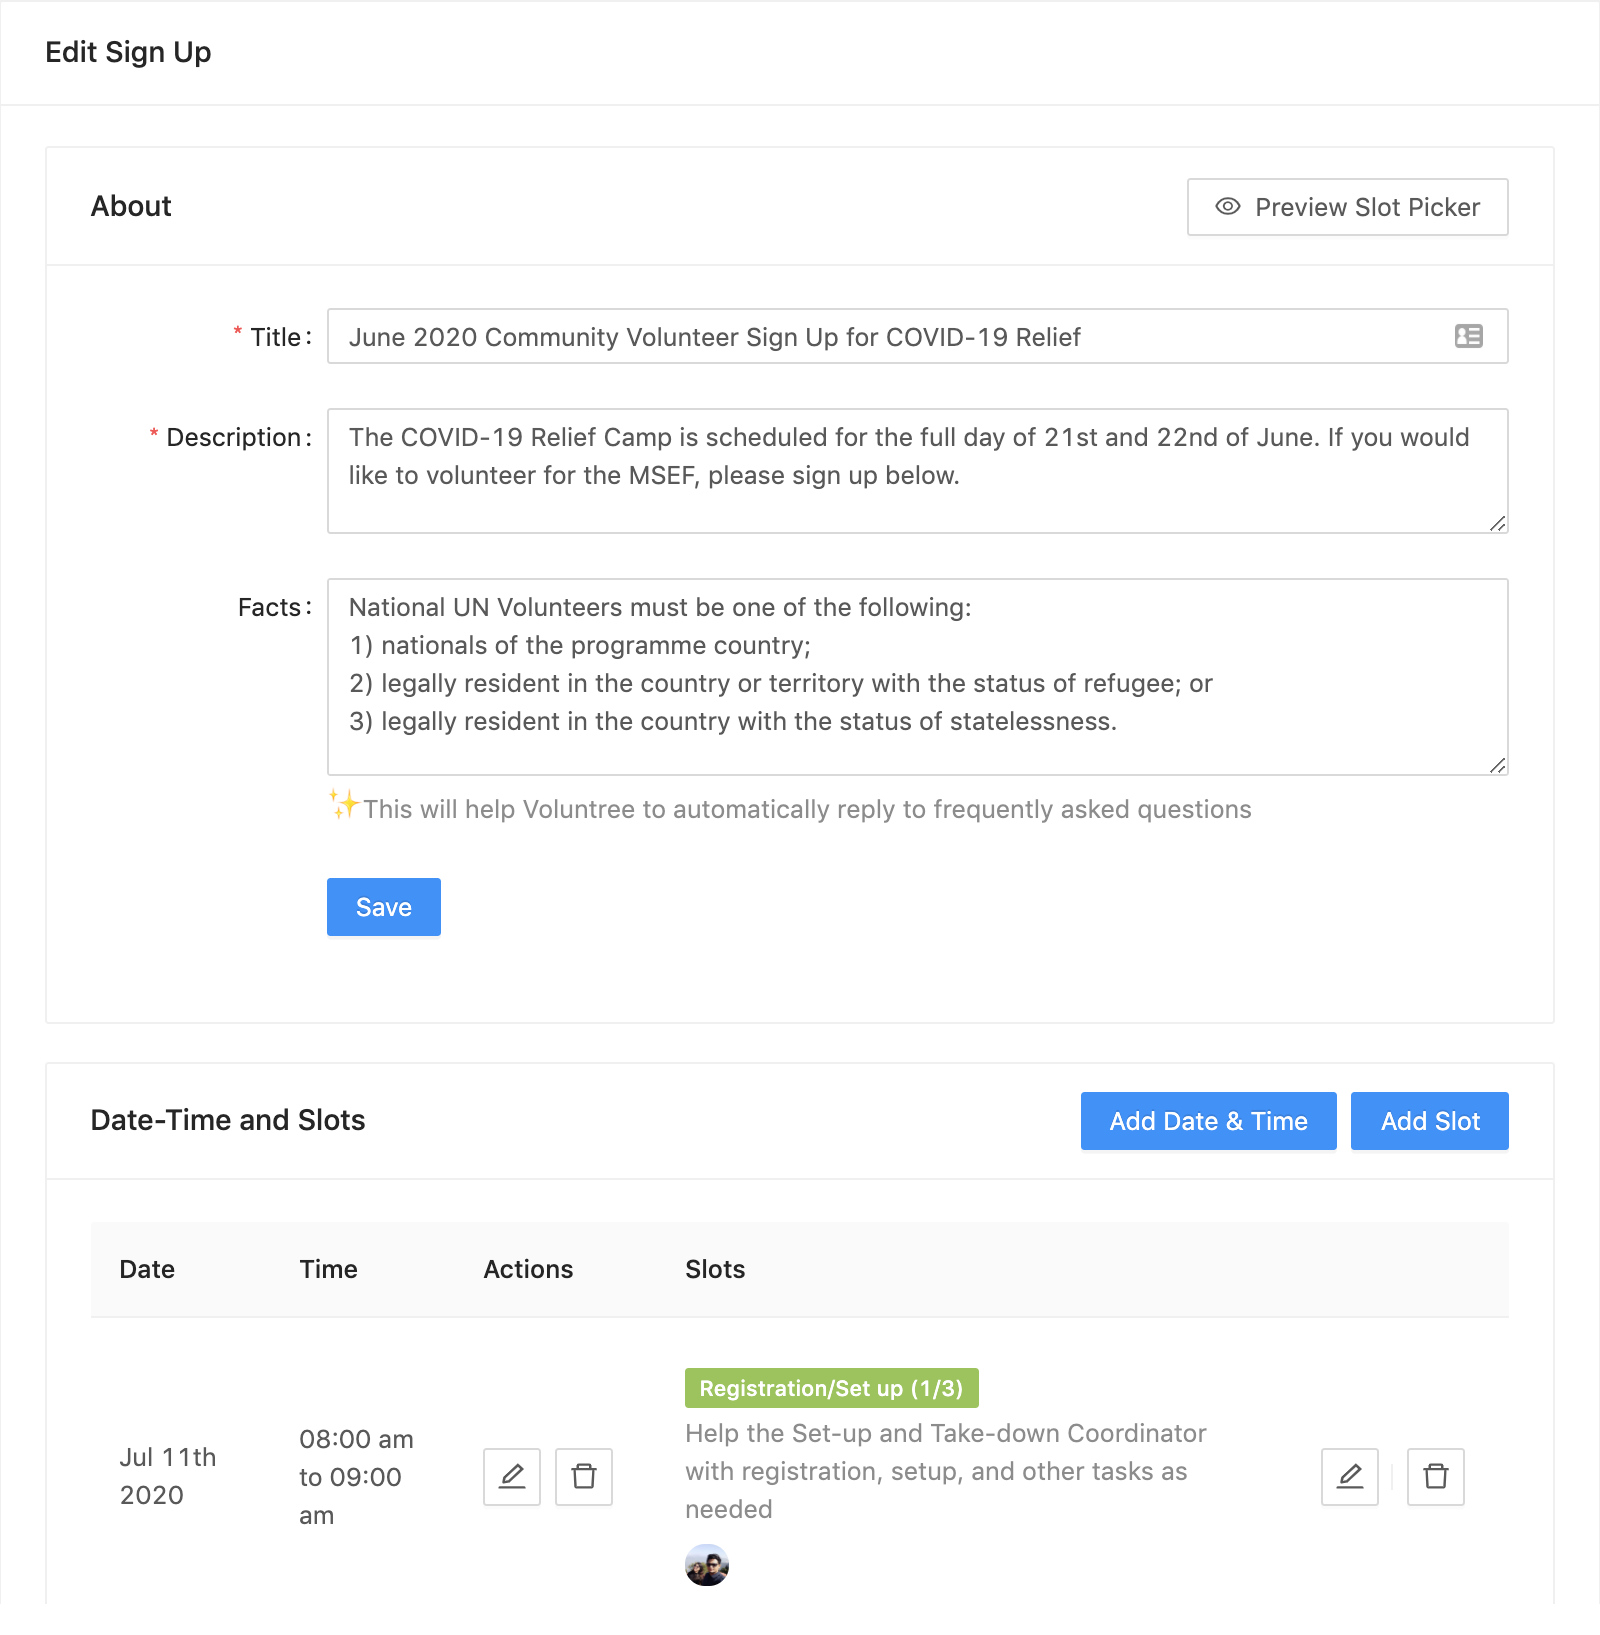 Edit Sign Up
About
Preview Slot Picker
* Title:
June 2020 Community Volunteer Sign Up for COVID-19 Relief
* Description:
The COVID-19 Relief Camp is scheduled for the full day of 21st and 22nd of June. If you would
like to volunteer for the MSEF, please sign up below.
Facts:
National UN Volunteers must be one of the following:
1) nationals of the programme country;
2) legally resident in the country or territory with the status of refugee; or
3) legally resident in the country with the status of statelessness.
✨This will help Voluntree to automatically reply to frequently asked questions
Save
Date-Time and Slots
Add Date & Time
Add Slot
Date
Time
Actions
Slots
Jul 11th
2020
08:00 am
to 09:00
am
Registration/Set up (1/3)
Help the Set-up and Take-down Coordinator
with registration, setup, and other tasks as
needed